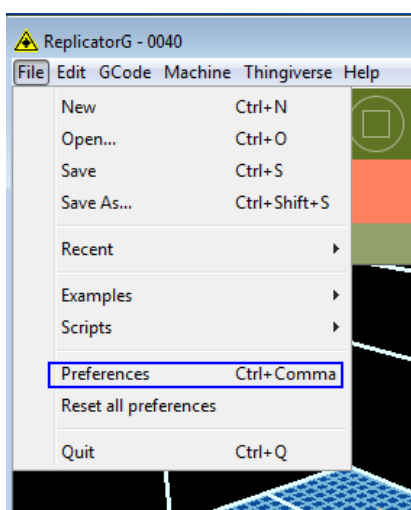 ReplicatorG - 0040
File Edit GCode Machine Thingiverse Help
New Ctrl+N
Open... Ctrl+O
Save Ctrl+S
Save As... Ctrl+Shift+S
Recent
Examples
Scripts
Preferences Ctrl+Comma
Reset all preferences
Quit Ctrl+Q